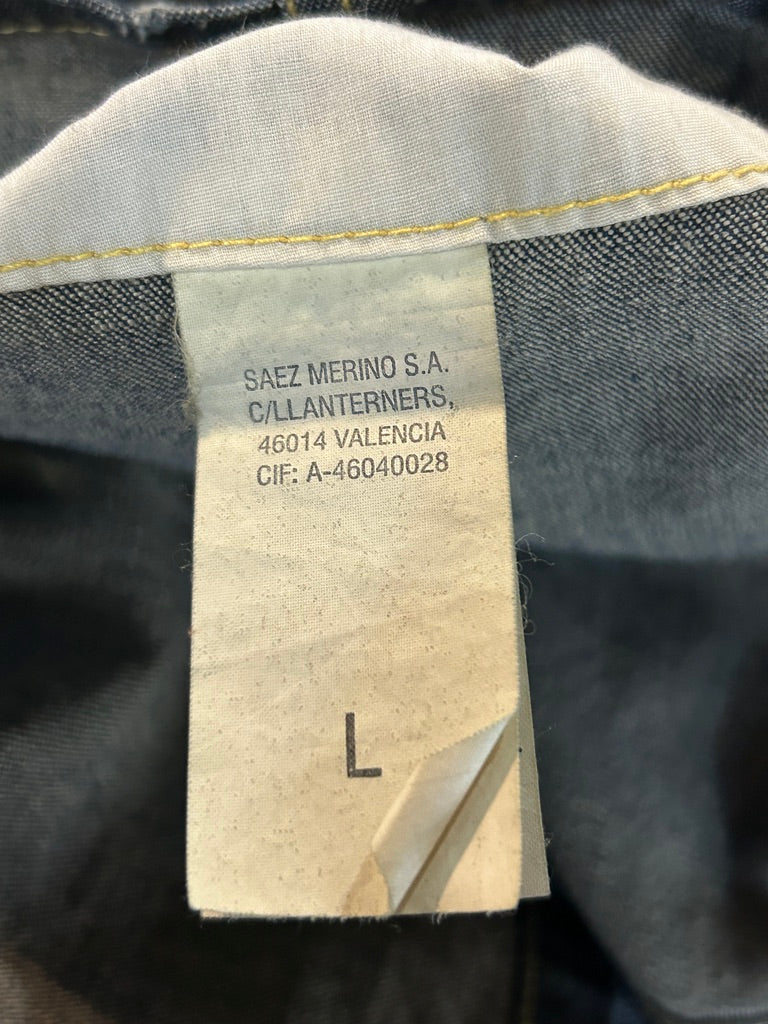 SAEZ MERINO S.A.
C/LLANTERNERS,
46014 VALENCIA
CIF: A-46040028
L